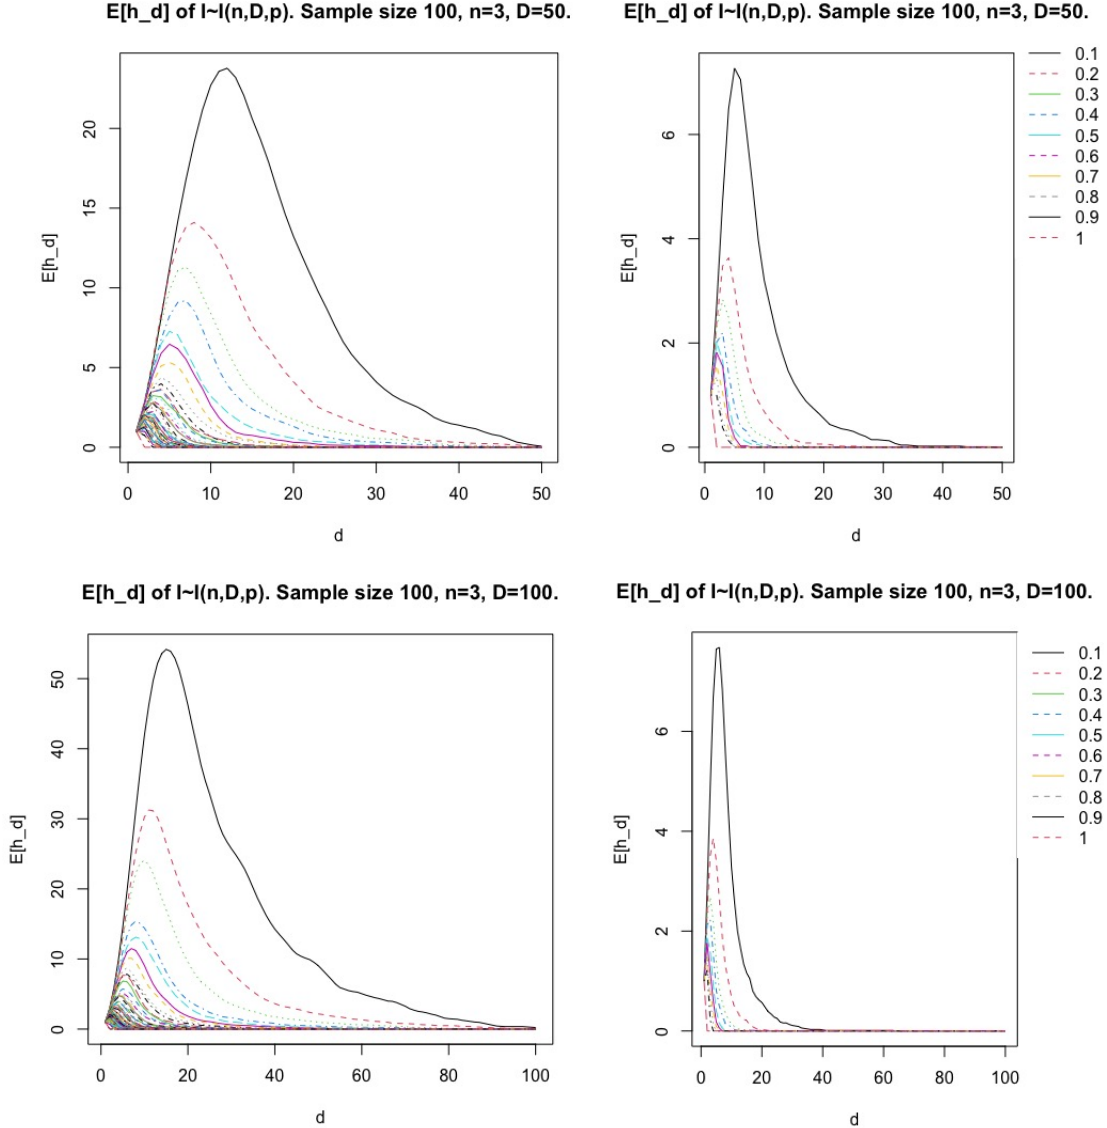 E[h_d] of I~I(n,D,p). Sample size 100, n=3, D=50.
E[h_d]
20
15
10
5
0
0 10 20 30 40 50
d
E[h_d] of I~I(n,D,p). Sample size 100, n=3, D=50.
E[h_d]
6
4
2
0
0 10 20 30 40 50
d
0.1
0.2
0.3
0.4
0.5
0.6
0.7
0.8
0.9
1
E[h_d] of I~I(n,D,p). Sample size 100, n=3, D=100.
E[h_d]
50
40
30
20
10
0
0 20 40 60 80 100
d
E[h_d] of I~I(n,D,p). Sample size 100, n=3, D=100.
E[h_d]
6
4
2
0
0 20 40 60 80 100
d
0.1
0.2
0.3
0.4
0.5
0.6
0.7
0.8
0.9
1